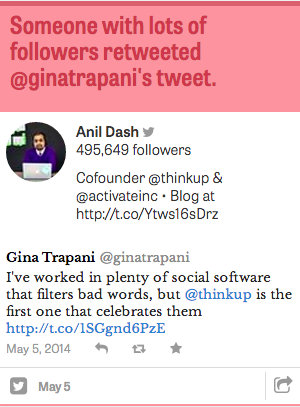 Someone with lots of
followers retweeted
@ginatrapani's tweet.
Anil Dash
495,649 followers
Cofounder @thinkup &
@activateinc • Blog at
http://t.co/Ytws16sDrz
Gina Trapani @ginatrapani
I've worked in plenty of social software
that filters bad words, but @thinkup is the
first one that celebrates them
http://t.co/1SGgnd6PzE
May 5, 2014
May 5